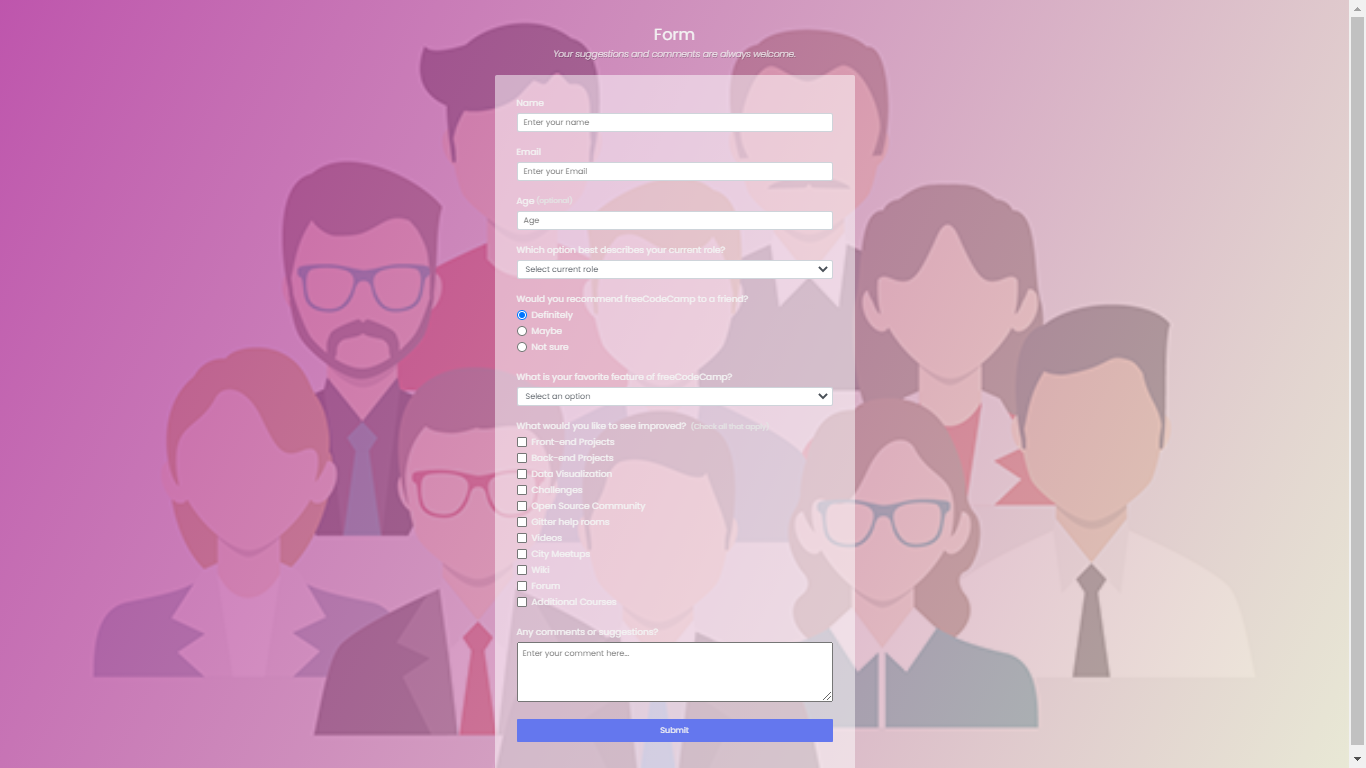 Form
Your suggestions and comments are always welcome.
Name
Enter your name
Email
Enter your Email
Age (optional)
Age
Which option best describes your current role?
Select current role
Would you recommend freeCodeCamp to a friend?
Definitely
Maybe
Not sure
What is your favorite feature of freeCodeCamp?
Select an option
What would you like to see improved? (Check all that apply)
Front-end Projects
Back-end Projects
Data Visualization
Challenges
Open Source Community
Gitter help rooms
Videos
City Meetups
Wiki
Forum
Additional Courses
Any comments or suggestions?
Enter your comment here...
Submit